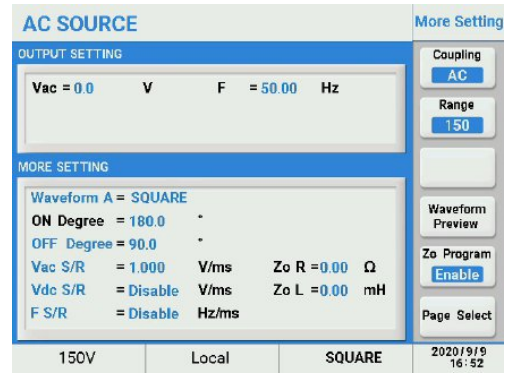 AC SOURCE
More Setting
OUTPUT SETTING
Vac = 0.0 V F = 50.00 Hz
MORE SETTING
Waveform A = SQUARE
ON Degree = 180.0 °
OFF Degree = 90.0 °
Vac S/R = 1.000 V/ms Zo R = 0.00 Ω
Vdc S/R = Disable V/ms Zo L = 0.00 mH
F S/R = Disable Hz/ms
Coupling
AC
Range
150
Waveform
Preview
Zo Program
Enable
Page Select
150V Local SQUARE
2020/9/9
16:52